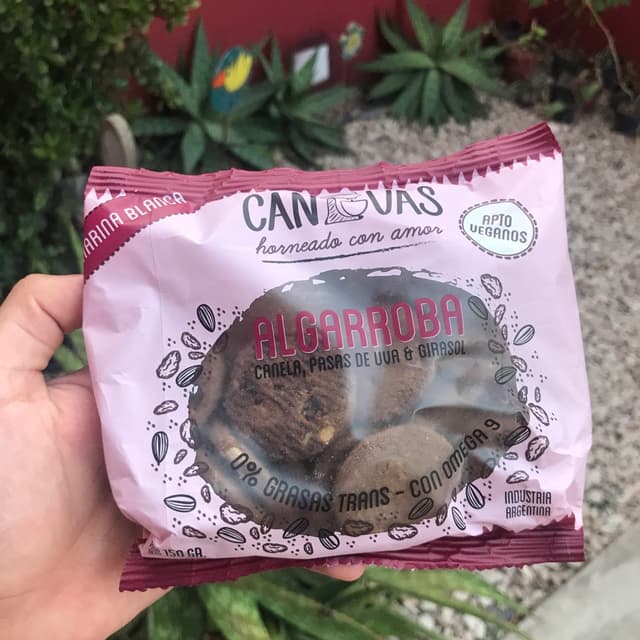 ARINA BLANCA
CANOVAS
horneado con amor
APTO
VEGANOS
ALGARROBA
CANELA, PASAS DE UVA & GIRASOL
0% GRASAS TRANS - CON OMEGA 9
INDUSTRIA
ARGENTINA
150 GR.